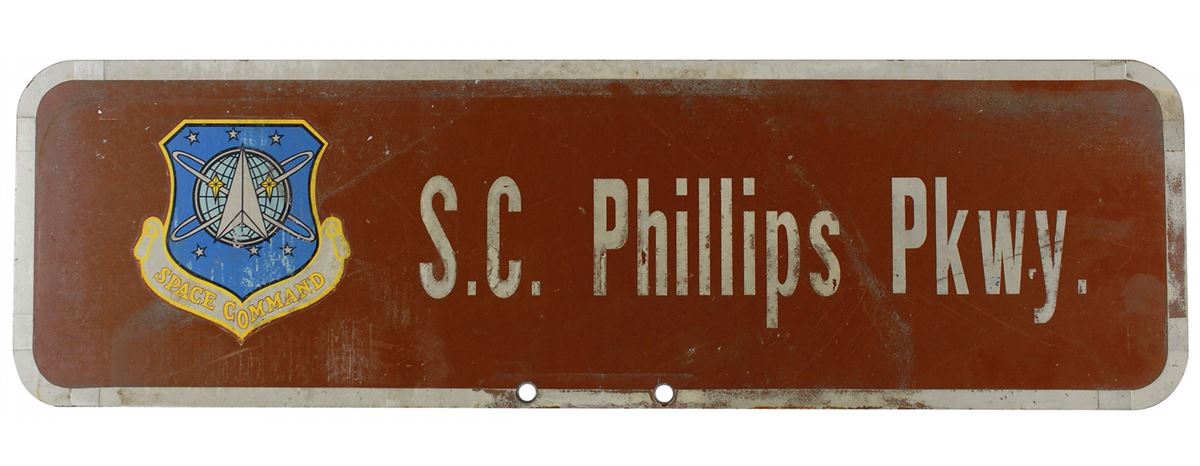 SPACE COMMAND
S.C. Phillips Pkwy.